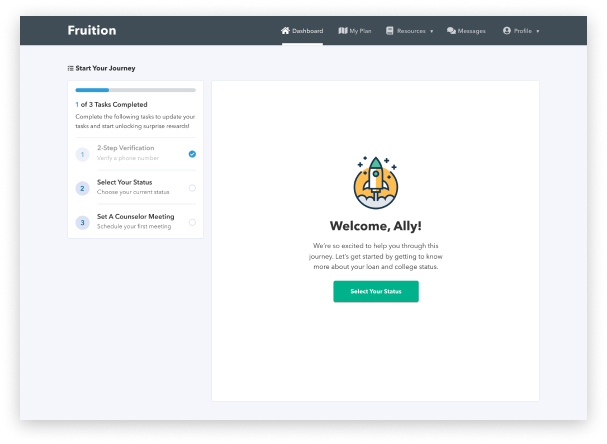 Fruition
Dashboard
My Plan
Resources
Messages
Profile
Start Your Journey
1 of 3 Tasks Completed
Complete the following tasks to update your
tasks and start unlocking surprise rewards!
1
2-Step Verification
Verify a phone number
2
Select Your Status
Choose your current status
3
Set A Counselor Meeting
Schedule your first meeting
Welcome, Ally!
We're so excited to help you through this
journey. Let's get started by getting to know
more about your loan and college status.
Select Your Status